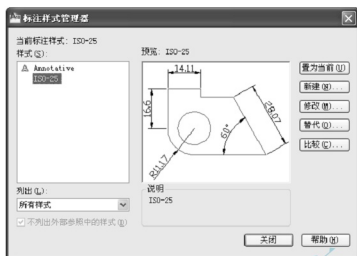 标注样式管理器
当前标注样式: ISO-25
样式(S):
Annotative
ISO-25
预览: ISO-25
14.11
16.6
28.07
60°
R11.17
置为当前(U)
新建(N)...
修改(M)...
替代(O)...
比较(C)...
列出(L):
所有样式
不列出外部参照中的样式(D)
说明
ISO-25
关闭
帮助(H)